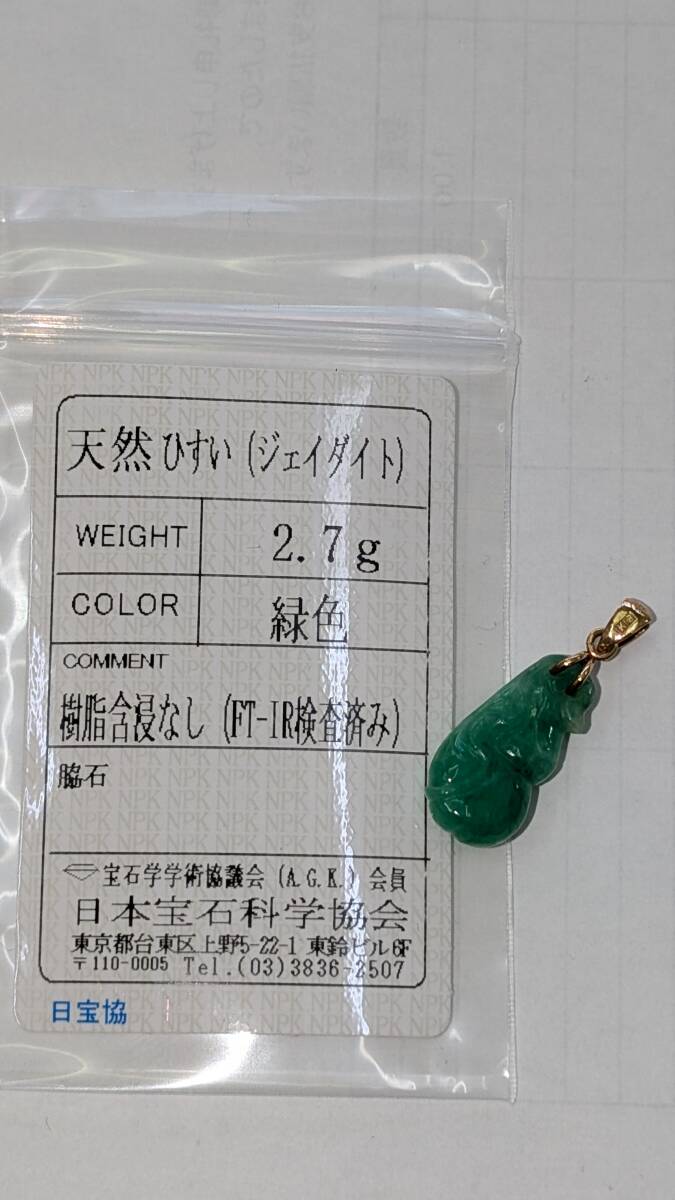 天然ひすい(ジェイダイト)
WEIGHT 2.7g
COLOR 緑色
COMMENT
樹脂含浸なし(FT-IR検査済み)
脇石
宝石学学術協議会(A.G.K.)会員
日本宝石科学協会
東京都台東区上野5-22-1 東鈴ビル6F
〒110-0005 Tel.(03)3836-2507
日宝協